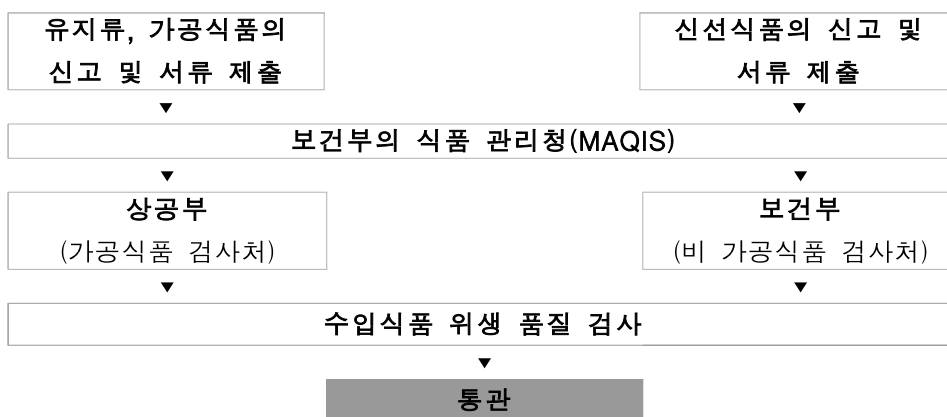 유지류, 가공식품의
신고 및 서류 제출
신선식품의 신고 및
서류 제출
▼ ▼
보건부의 식품 관리청(MAQIS)
▼ ▼
상공부
(가공식품 검사처)
보건부
(비 가공식품 검사처)
▼ ▼
수입식품 위생 품질 검사
▼
통관